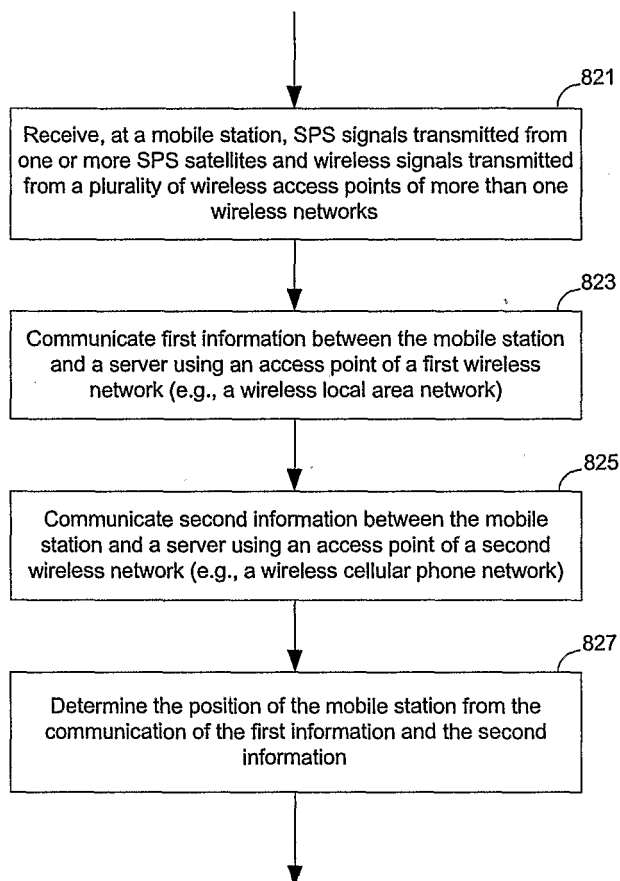 821
Receive, at a mobile station, SPS signals transmitted from
one or more SPS satellites and wireless signals transmitted
from a plurality of wireless access points of more than one
wireless networks
823
Communicate first information between the mobile station
and a server using an access point of a first wireless
network (e.g., a wireless local area network)
825
Communicate second information between the mobile
station and a server using an access point of a second
wireless network (e.g., a wireless cellular phone network)
827
Determine the position of the mobile station from the
communication of the first information and the second
information